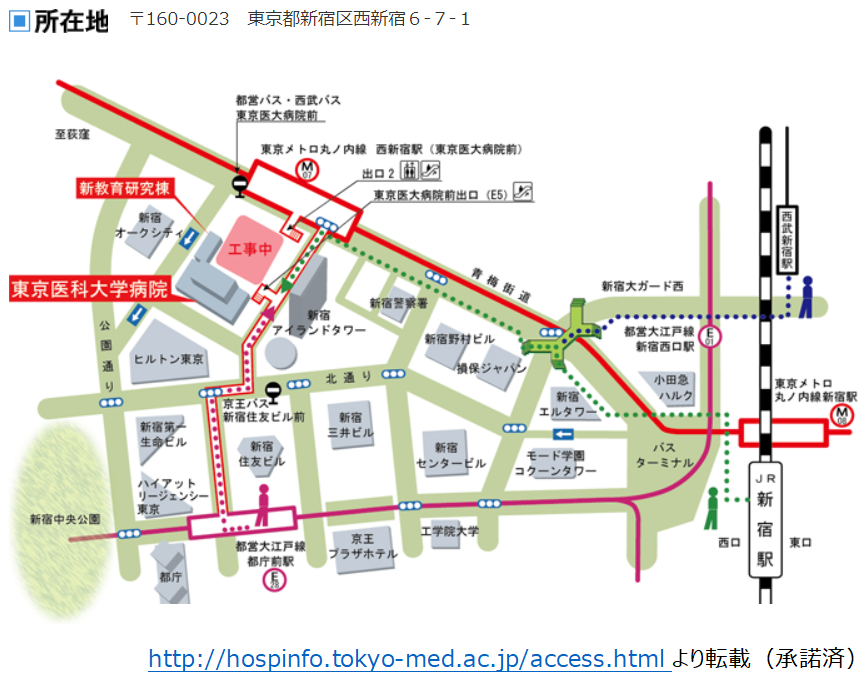 所在地 〒160-0023 東京都新宿区西新宿6-7-1
都営バス・西武バス
東京医大病院前
至荻窪
東京メトロ丸ノ内線 西新宿駅(東京医大病院前)
M
07
出口2
東京医大病院前出口(E5)
新教育研究棟
新宿
オークシティ
工事中
東京医科大学病院
西武新宿駅
青梅街道
新宿大ガード西
新宿警察署
新宿
アイランドタワー
都営大江戸線
新宿西口駅
E
01
公園通り
ヒルトン東京
新宿野村ビル
損保ジャパン
北通り
小田急
ハルク
東京メトロ
丸ノ内線新宿駅
M
08
京王バス
新宿住友ビル前
新宿
エルタワー
新宿第一
生命ビル
新宿
三井ビル
新宿
住友ビル
新宿
センタービル
モード学園
コクーンタワー
バス
ターミナル
ハイアット
リージェンシー
東京
JR
新宿駅
新宿中央公園
西口
東口
都営大江戸線
都庁前駅
E
28
京王
プラザホテル
工学院大学
都庁
http://hospinfo.tokyo-med.ac.jp/access.html より転載(承諾済)